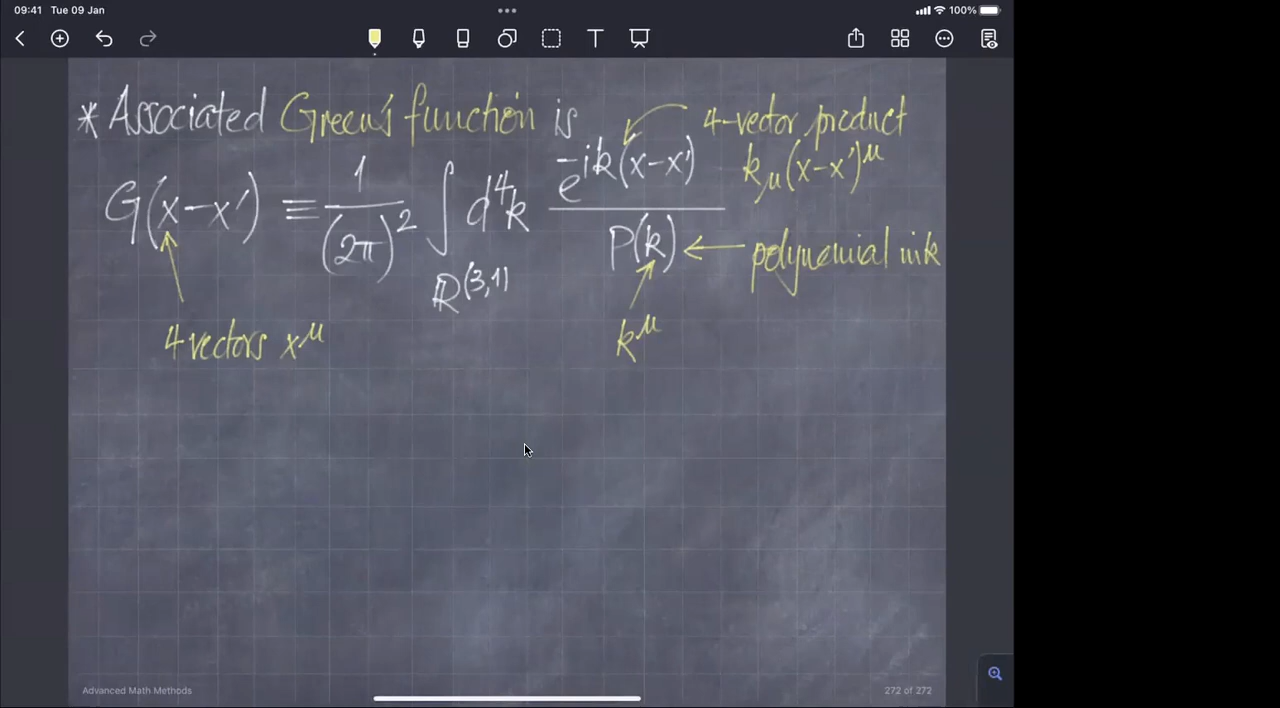 09:41 Tue 09 Jan
100%
* Associated Green's function is
4-vector product
k_μ(x-x')^μ
G(x-x') ≡ 1/(2π)^2 ∫_{R^(3,1)} d^4k e^{-ik(x-x')}/P(k)
← polynomial in k
4 vectors x^μ
k^μ
Advanced Math Methods
272 of 272